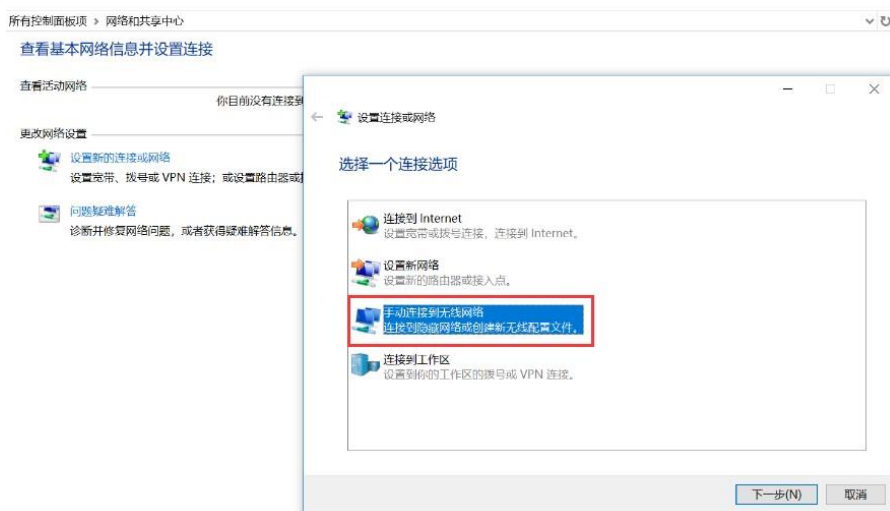 所有控制面板项 › 网络和共享中心
查看基本网络信息并设置连接
查看活动网络
你目前没有连接到
更改网络设置
设置新的连接或网络
设置宽带、拨号或 VPN 连接；或设置路由器或
问题疑难解答
诊断并修复网络问题，或者获得疑难解答信息。
设置连接或网络
选择一个连接选项
连接到 Internet
设置宽带或拨号连接，连接到 Internet。
设置新网络
设置新的路由器或接入点。
手动连接到无线网络
连接到隐藏网络或创建新无线配置文件。
连接到工作区
设置到你的工作区的拨号或 VPN 连接。
下一步(N)
取消